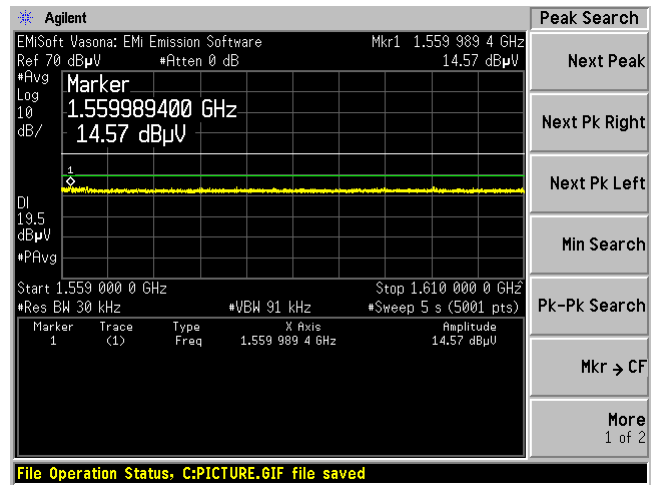 Agilent
Peak Search
EMiSoft Vasona: EMi Emission Software
Mkr1 1.559 989 4 GHz
Ref 70 dBµV #Atten 0 dB 14.57 dBµV
#Avg
Log
10
dB/
Marker
1.559989400 GHz
14.57 dBµV
1
DI
19.5
dBµV
#PAvg
Start 1.559 000 0 GHz Stop 1.610 000 0 GHz
#Res BW 30 kHz #VBW 91 kHz #Sweep 5 s (5001 pts)
Marker Trace Type X Axis Amplitude
1 (1) Freq 1.559 989 4 GHz 14.57 dBµV
Next Peak
Next Pk Right
Next Pk Left
Min Search
Pk-Pk Search
Mkr → CF
More
1 of 2
File Operation Status, C:PICTURE.GIF file saved